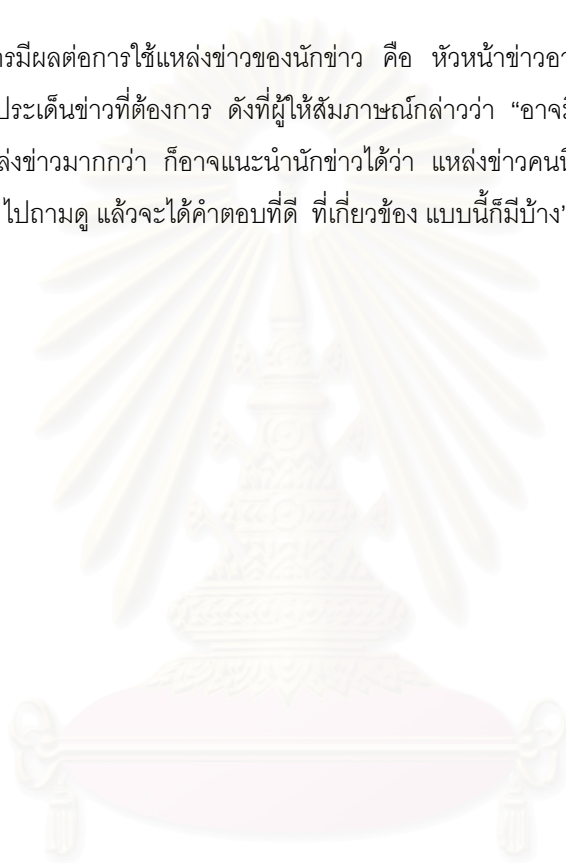 ารมีผลต่อการใช้แหล่งข่าวของนักข่าว คือ หัวหน้าข่าวอา
ประเด็นข่าวที่ต้องการ ดังที่ผู้ให้สัมภาษณ์กล่าวว่า “อาจมี
ล่งข่าวมากกว่า ก็อาจแนะนำนักข่าวได้ว่า แหล่งข่าวคนนี้
ไปถามดู แล้วจะได้คำตอบที่ดี ที่เกี่ยวข้อง แบบนี้ก็มีบ้าง”